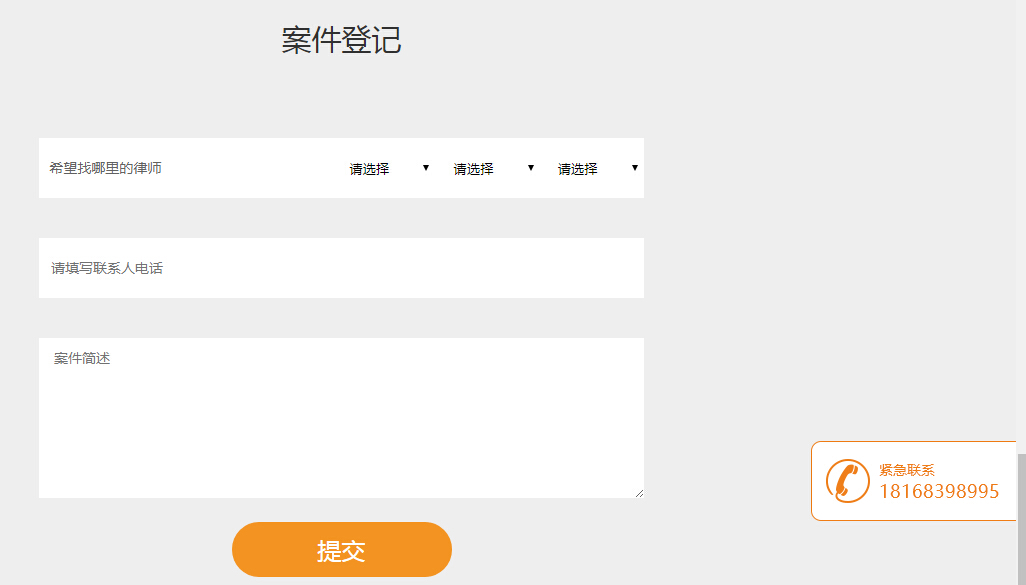 案件登记
希望找哪里的律师 请选择 请选择 请选择
请填写联系人电话
案件简述
紧急联系
18168398995
提交